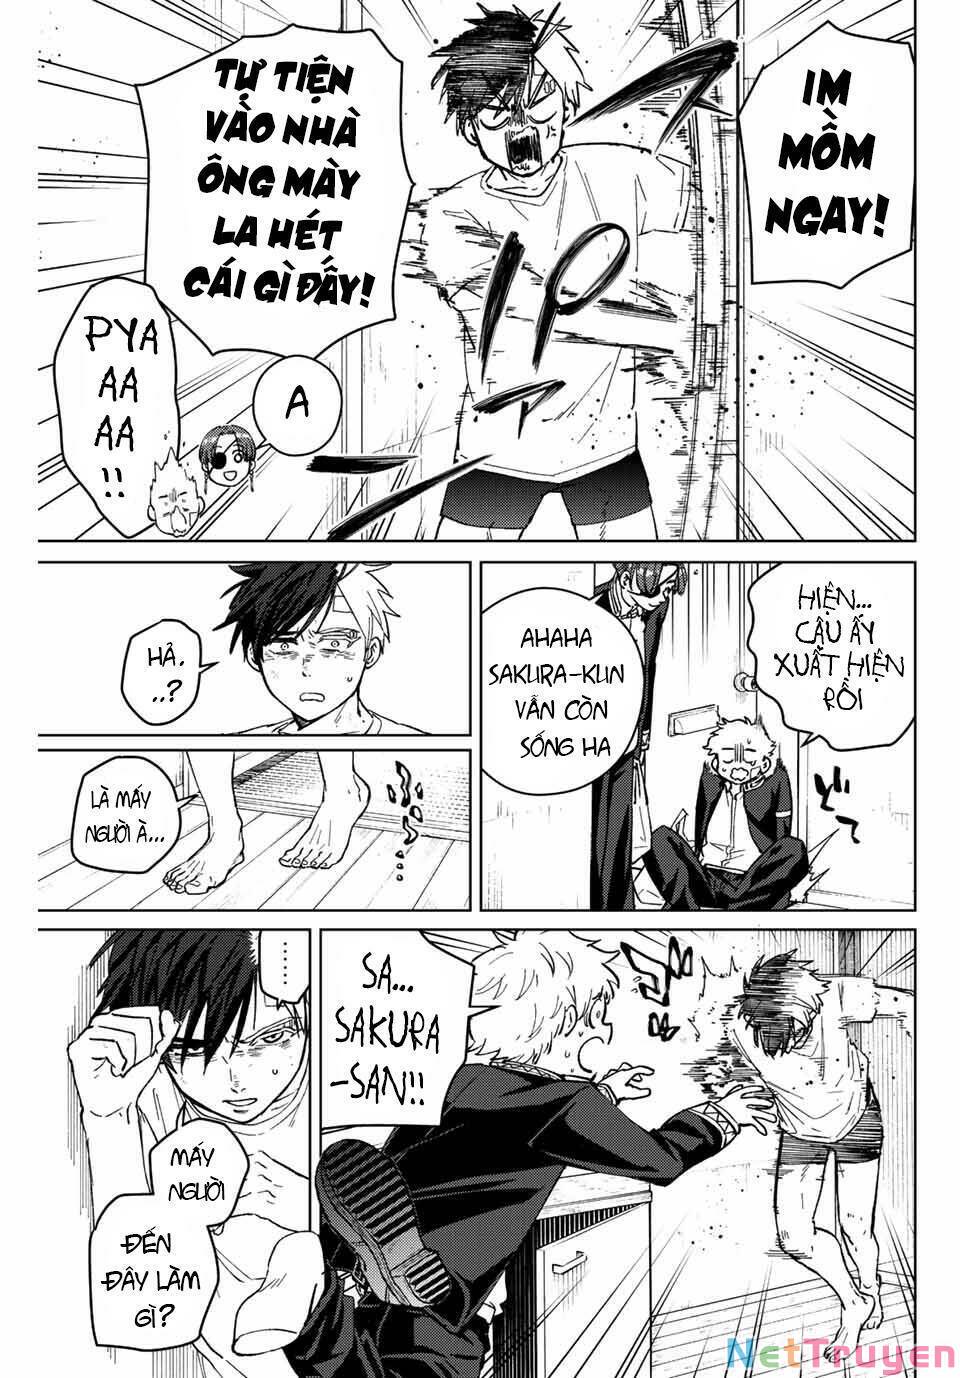 IM
MỒM
NGAY!
TỰ TIỆN
VÀO NHÀ
ÔNG MÀY
LA HÉT
CÁI GÌ ĐẤY!
A
PYA
AA
AA
!!
HIỆN...
CẬU ẤY
XUẤT HIỆN
RỒI
AHAHA
SAKURA-KUN
VẪN CÒN
SỐNG HA
HẢ.
..?
LÀ MẤY
NGƯỜI À...
SA...
SAKURA
-SAN!!
......
MẤY
NGƯỜI
ĐẾN
ĐÂY LÀM
GÌ?
NetTruyen